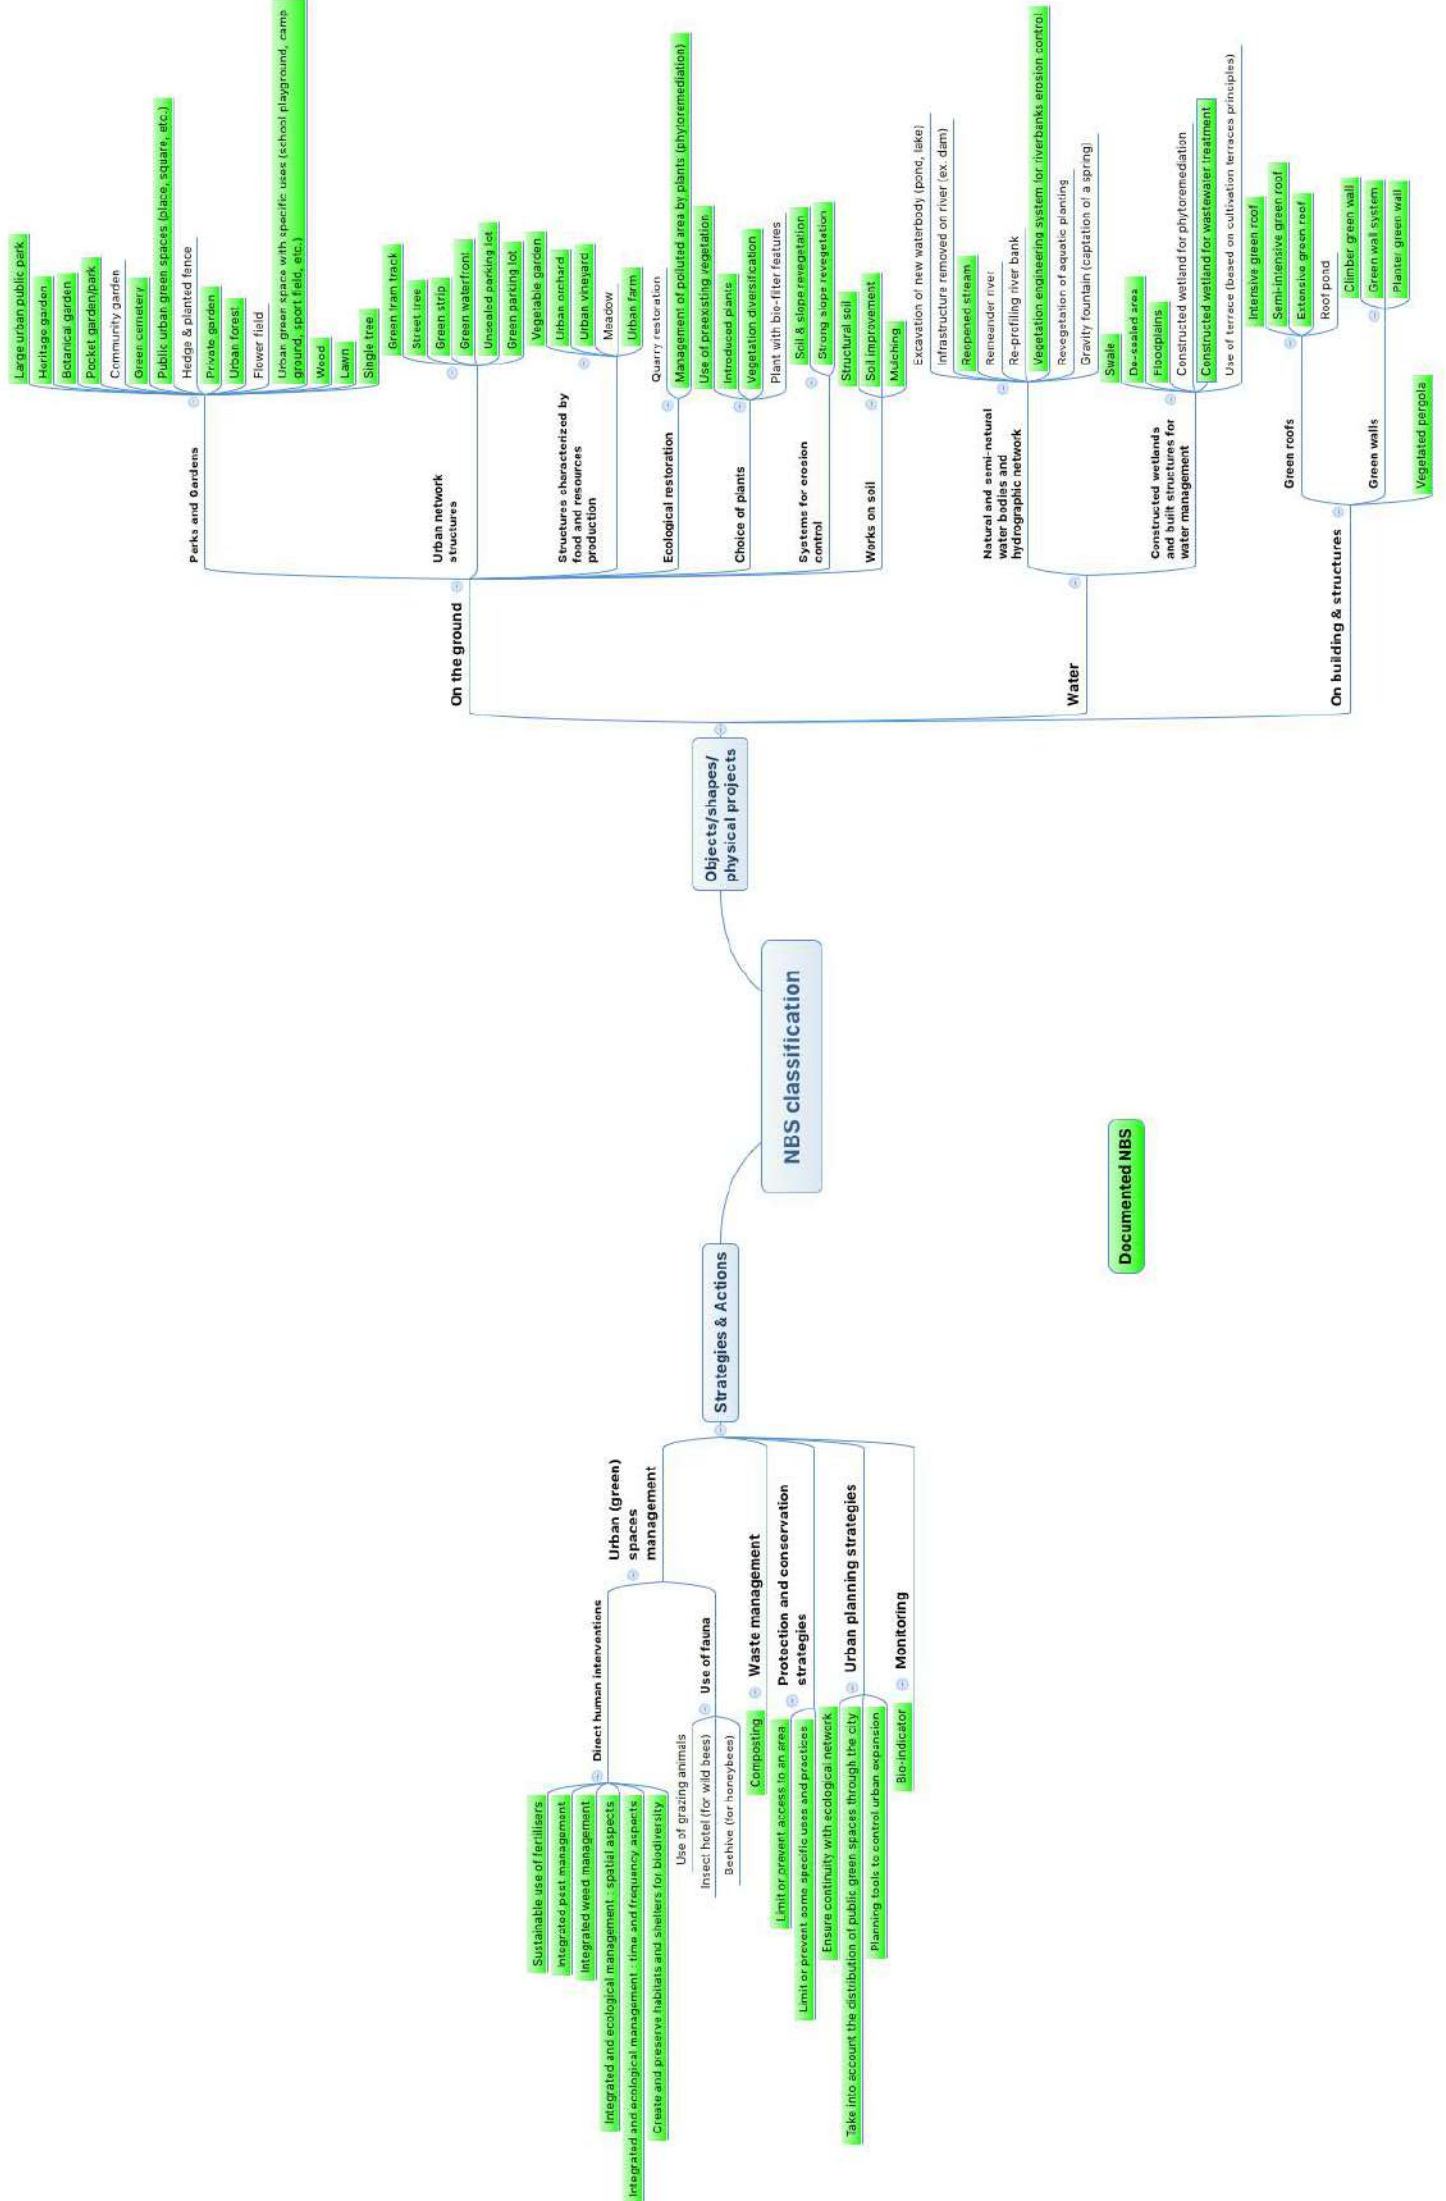 Large urban public park
Heritage garden
Botanical garden
Pocket garden/park
Community garden
Green cemetery
Public urban green spaces (place, square, etc.)
Hedge & planted fence
Private garden
Urban forest
Flower field
Urban green space with specific uses (school playground, camp
ground, sport field, etc.)
Wood
Lawn
Single tree
Parks and Gardens
Green tram track
Street tree
Green strip
Green waterfront
Unsealed parking lot
Green parking lot
Urban network
structures
Vegetable garden
Urban orchard
Urban vineyard
Meadow
Urban farm
Structures characterized by
food and resources
production
Quarry restoration
Management of polluted area by plants (phytoremediation)
Ecological restoration
Use of preexisting vegetation
Introduced plants
Vegetation diversification
Plant with bio-filter features
Choice of plants
Soil & slope revegetation
Strong slope revegetation
Systems for erosion
control
Structural soil
Soil improvement
Mulching
Works on soil
On the ground
Excavation of new waterbody (pond, lake)
Infrastructure removed on river (ex. dam)
Reopened stream
Remeander river
Re-profiling river bank
Vegetation engineering system for riverbanks erosion control
Revegetation of aquatic planting
Gravity fountain (captation of a spring)
Natural and semi-natural
water bodies and
hydrographic network
Swale
De-sealed area
Floodplains
Constructed wetland for phytoremediation
Constructed wetland for wastewater treatment
Use of terrace (based on cultivation terraces principles)
Constructed wetlands
and built structures for
water management
Water
Intensive green roof
Semi-intensive green roof
Extensive green roof
Roof pond
Green roofs
Climber green wall
Green wall system
Planter green wall
Green walls
Vegetated pergola
On building & structures
Objects/shapes/
physical projects
NBS classification
Documented NBS
Strategies & Actions
Urban (green)
spaces
management
Direct human interventions
Sustainable use of fertilisers
Integrated pest management
Integrated weed management
Integrated and ecological management : spatial aspects
Integrated and ecological management : time and frequency aspects
Create and preserve habitats and shelters for biodiversity
Use of fauna
Use of grazing animals
Insect hotel (for wild bees)
Beehive (for honeybees)
Waste management
Composting
Protection and conservation
strategies
Limit or prevent access to an area
Limit or prevent some specific uses and practices
Urban planning strategies
Ensure continuity with ecological network
Take into account the distribution of public green spaces through the city
Planning tools to control urban expansion
Monitoring
Bio-indicator